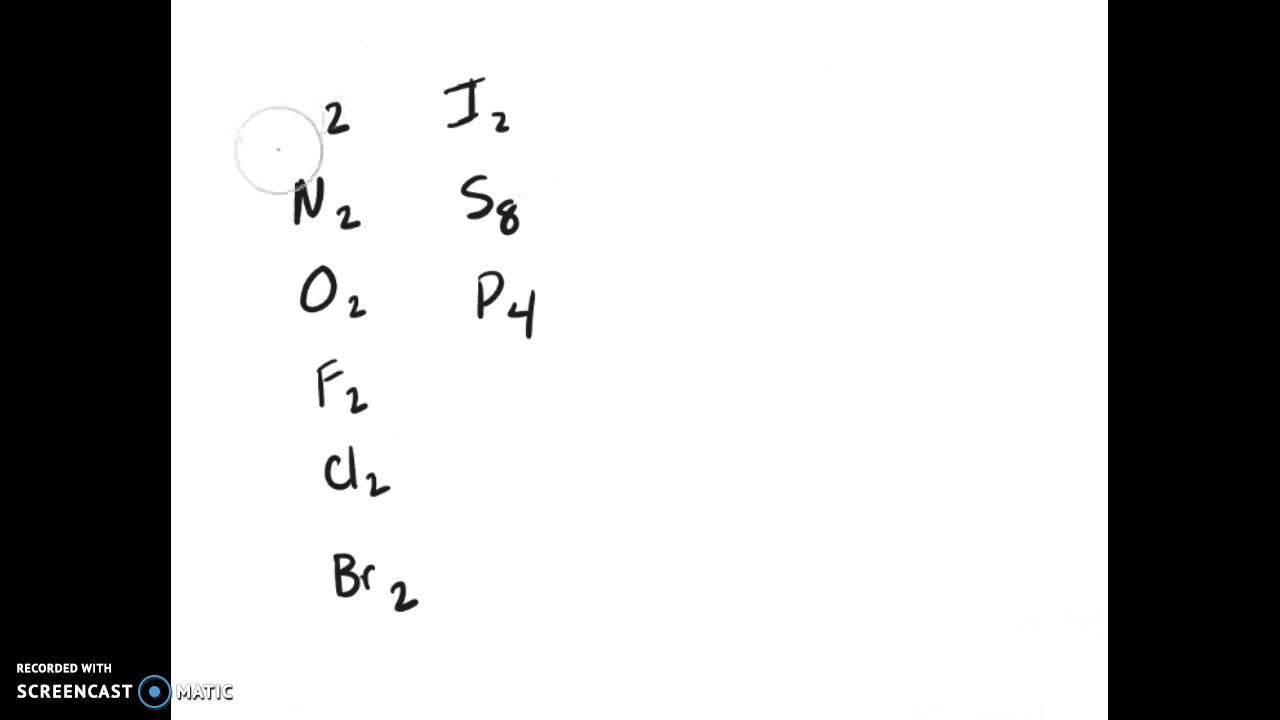 2
N2
O2
F2
Cl2
Br2
I2
S8
P4
RECORDED WITH
SCREENCAST MATIC